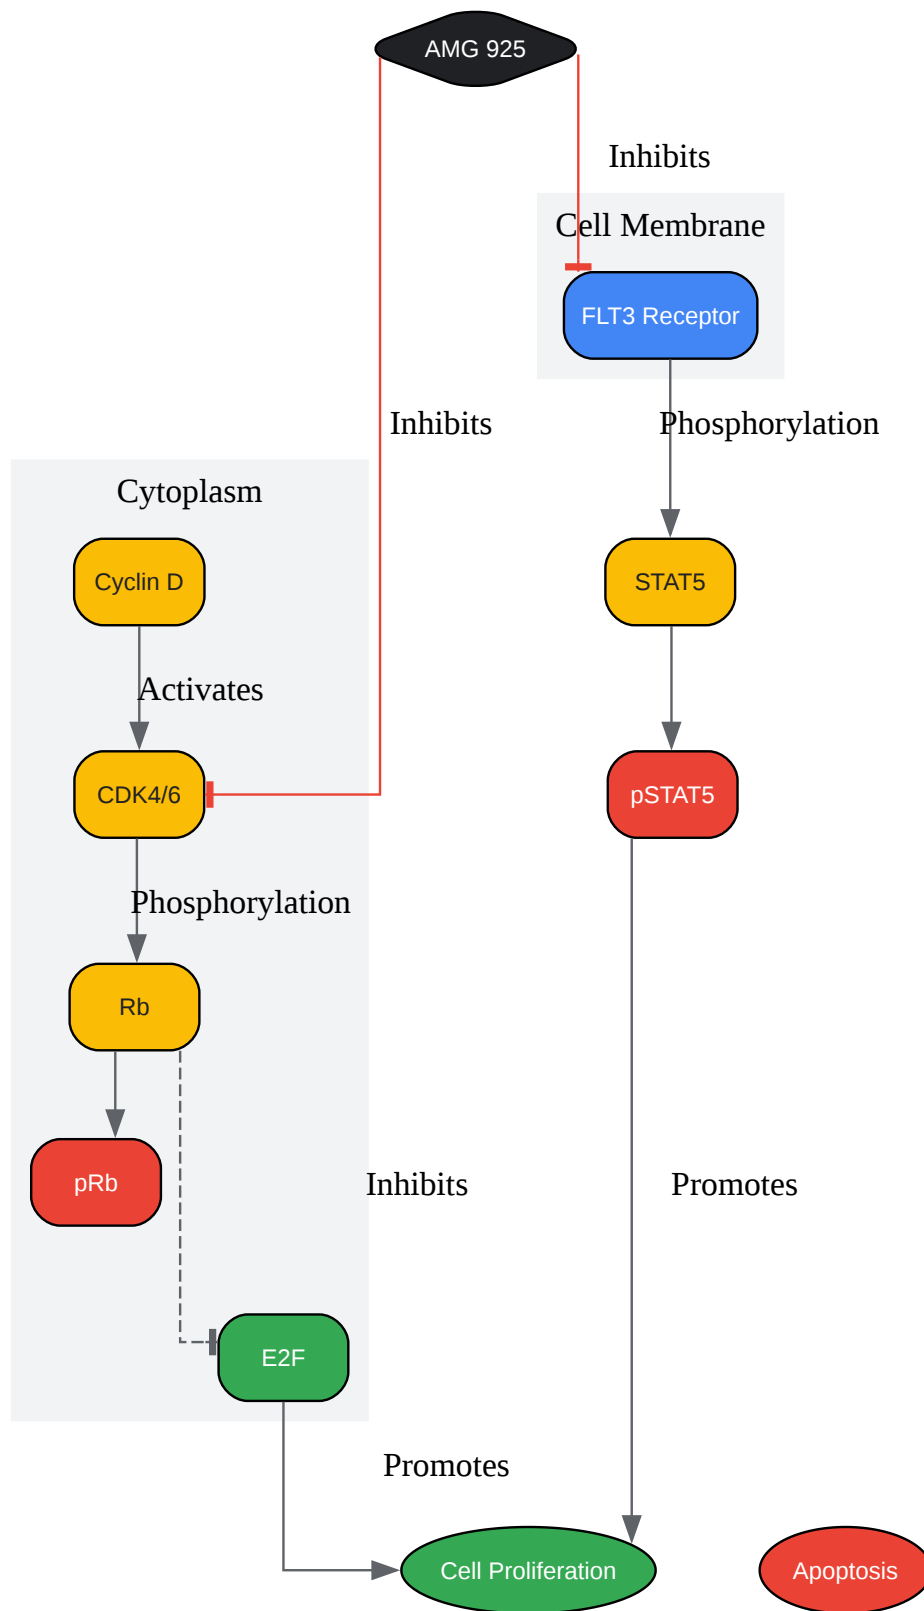 AMG 925
Inhibits
Cell Membrane
FLT3 Receptor
Inhibits
Phosphorylation
Cytoplasm
Cyclin D
STAT5
Activates
CDK4/6
pSTAT5
Phosphorylation
Rb
pRb
Inhibits
Promotes
E2F
Promotes
Cell Proliferation
Apoptosis